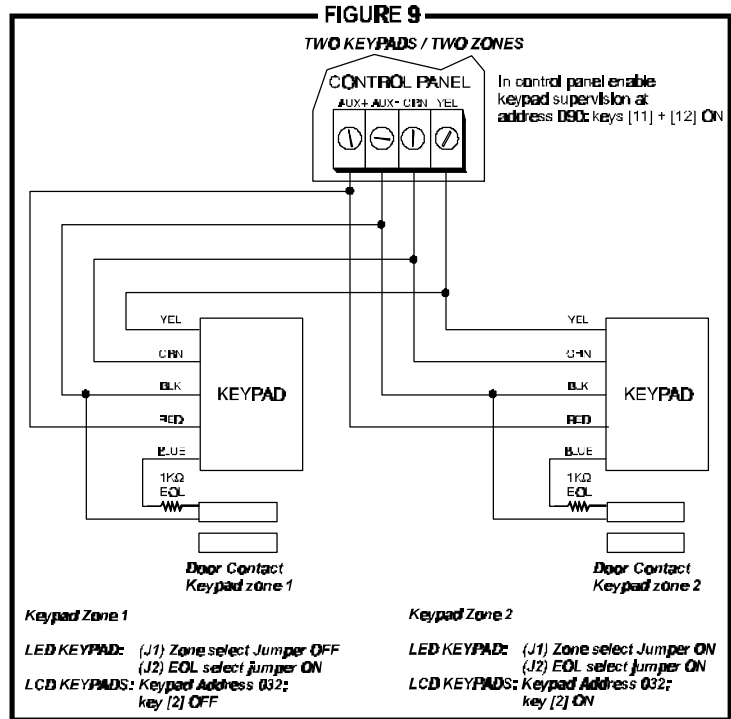 FIGURE 9
TWO KEYPADS / TWO ZONES
CONTROL PANEL
AUX+ AUX- GRN YEL
In control panel enable
keypad supervision at
address 090: keys [11] + [12] ON
YEL
GRN
BLK
RED
BLUE
KEYPAD
1KΩ
EOL
Door Contact
Keypad zone 1
YEL
GRN
BLK
RED
BLUE
KEYPAD
1KΩ
EOL
Door Contact
Keypad zone 2
Keypad Zone 1
LED KEYPAD: (J1) Zone select Jumper OFF
(J2) EOL select jumper ON
LCD KEYPADS: Keypad Address 032;
key [2] OFF
Keypad Zone 2
LED KEYPAD: (J1) Zone select Jumper ON
(J2) EOL select jumper ON
LCD KEYPADS: Keypad Address 032;
key [2] ON